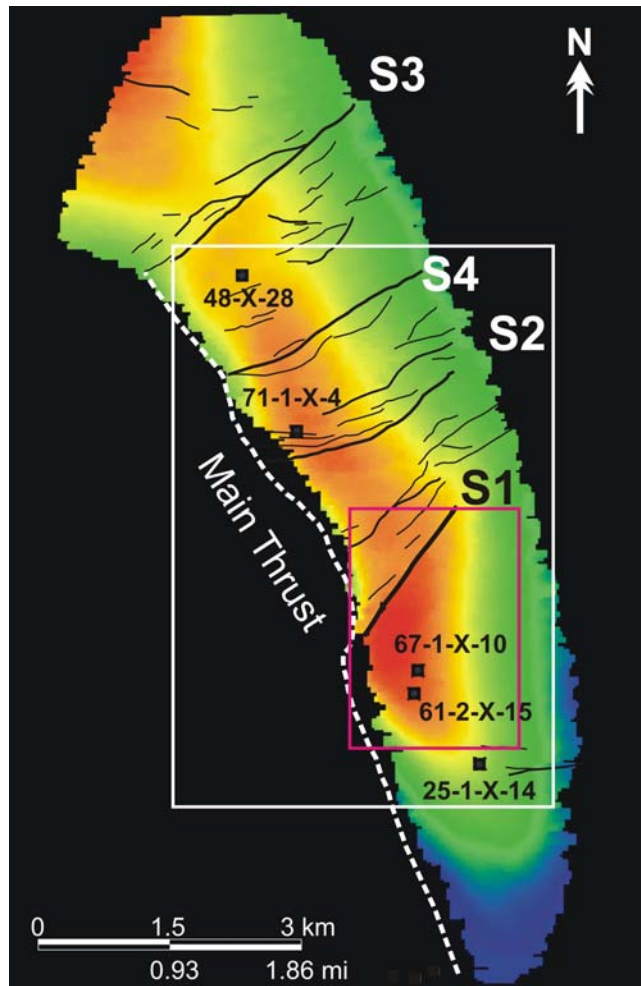 N
S3
S4
48-X-28
S2
71-1-X-4
Main Thrust
S1
67-1-X-10
61-2-X-15
25-1-X-14
0 1.5 3 km
0.93 1.86 mi